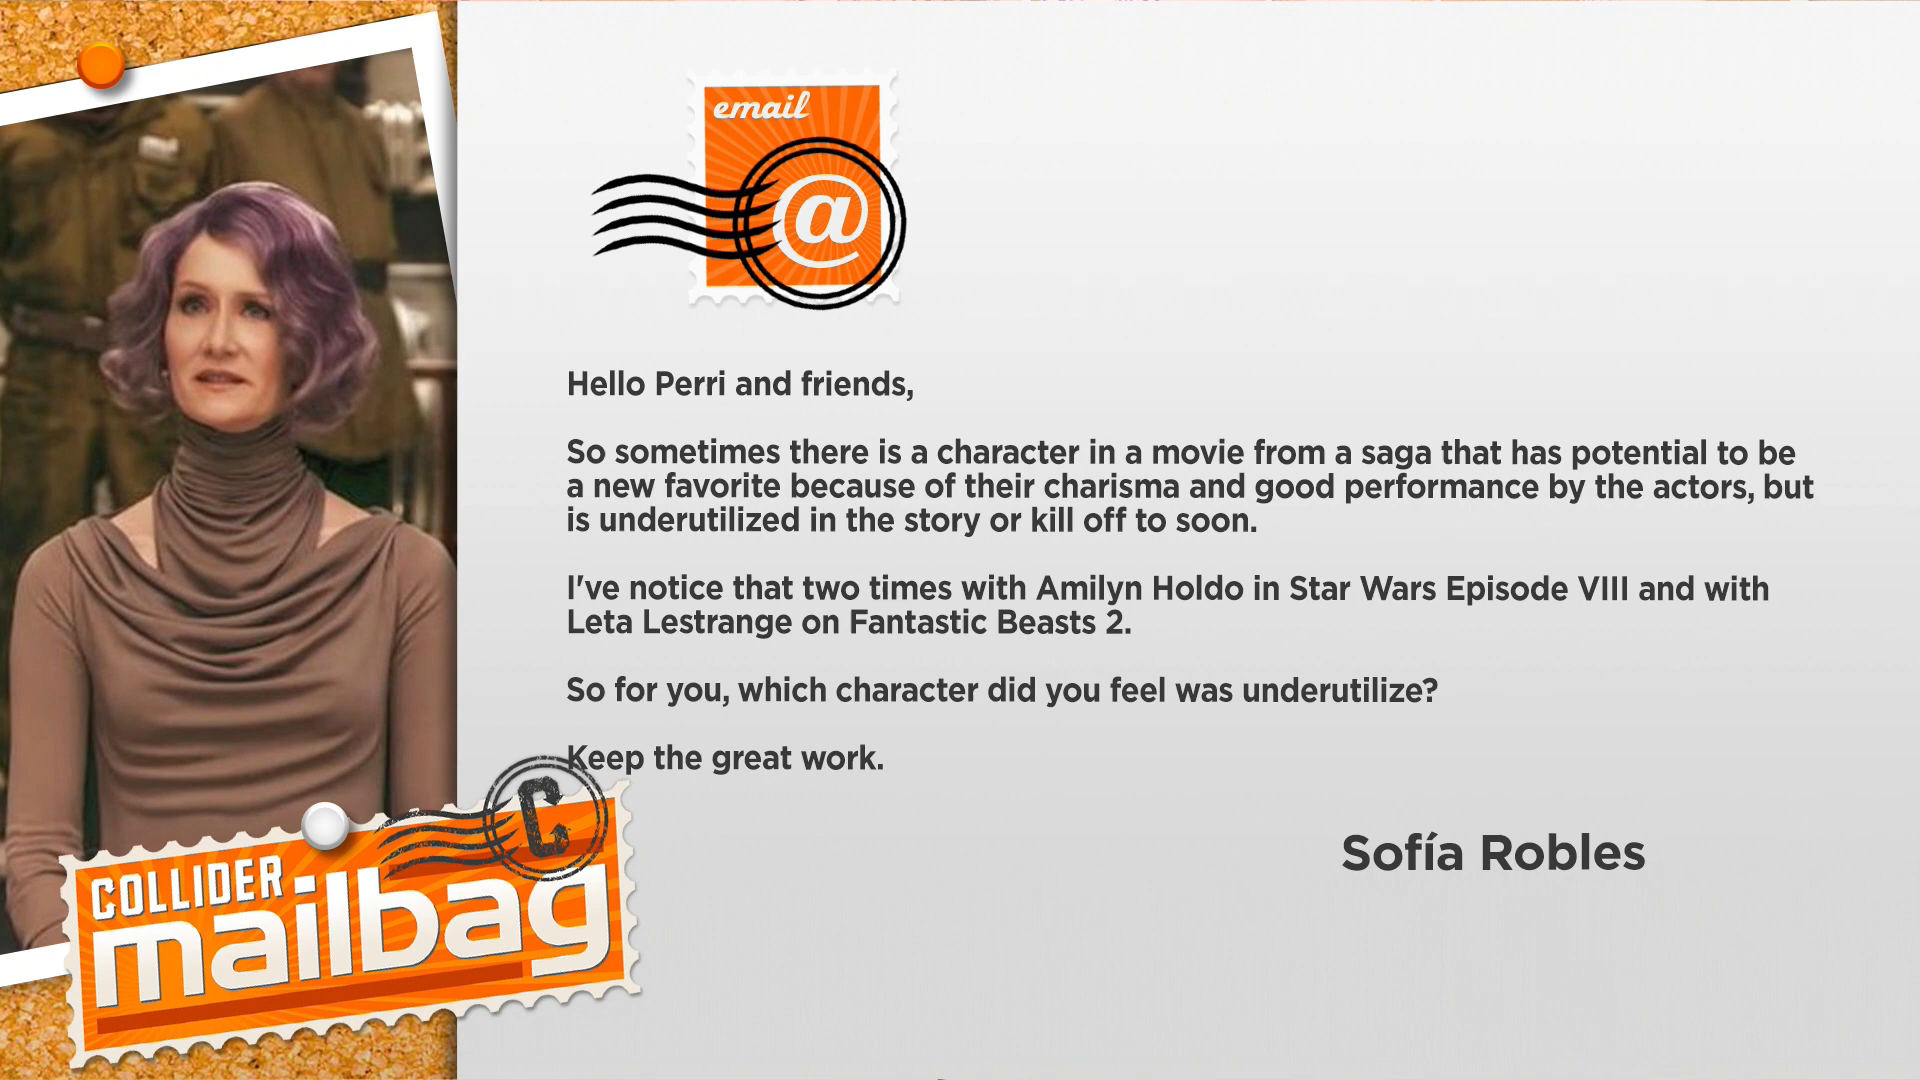 email
@
Hello Perri and friends,
So sometimes there is a character in a movie from a saga that has potential to be
a new favorite because of their charisma and good performance by the actors, but
is underutilized in the story or kill off to soon.
I've notice that two times with Amilyn Holdo in Star Wars Episode VIII and with
Leta Lestrange on Fantastic Beasts 2.
So for you, which character did you feel was underutilize?
Keep the great work.
Sofía Robles
C
COLLIDER
mailbag